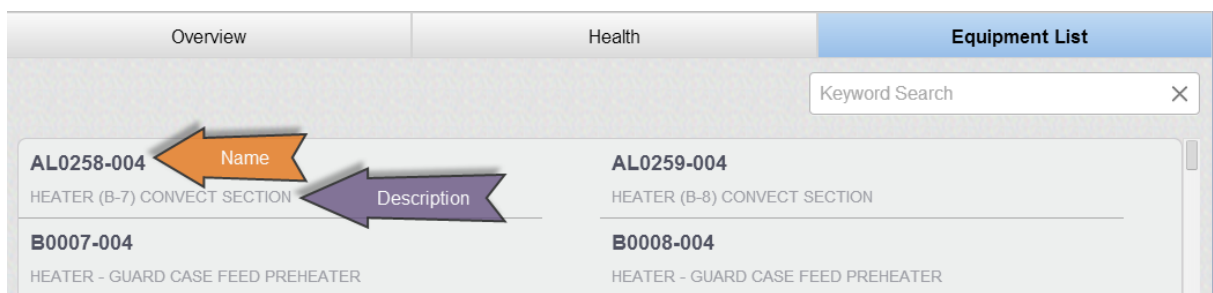 Overview Health Equipment List
Keyword Search
AL0258-004 Name AL0259-004
HEATER (B-7) CONVECT SECTION Description HEATER (B-8) CONVECT SECTION
B0007-004 B0008-004
HEATER - GUARD CASE FEED PREHEATER HEATER - GUARD CASE FEED PREHEATER